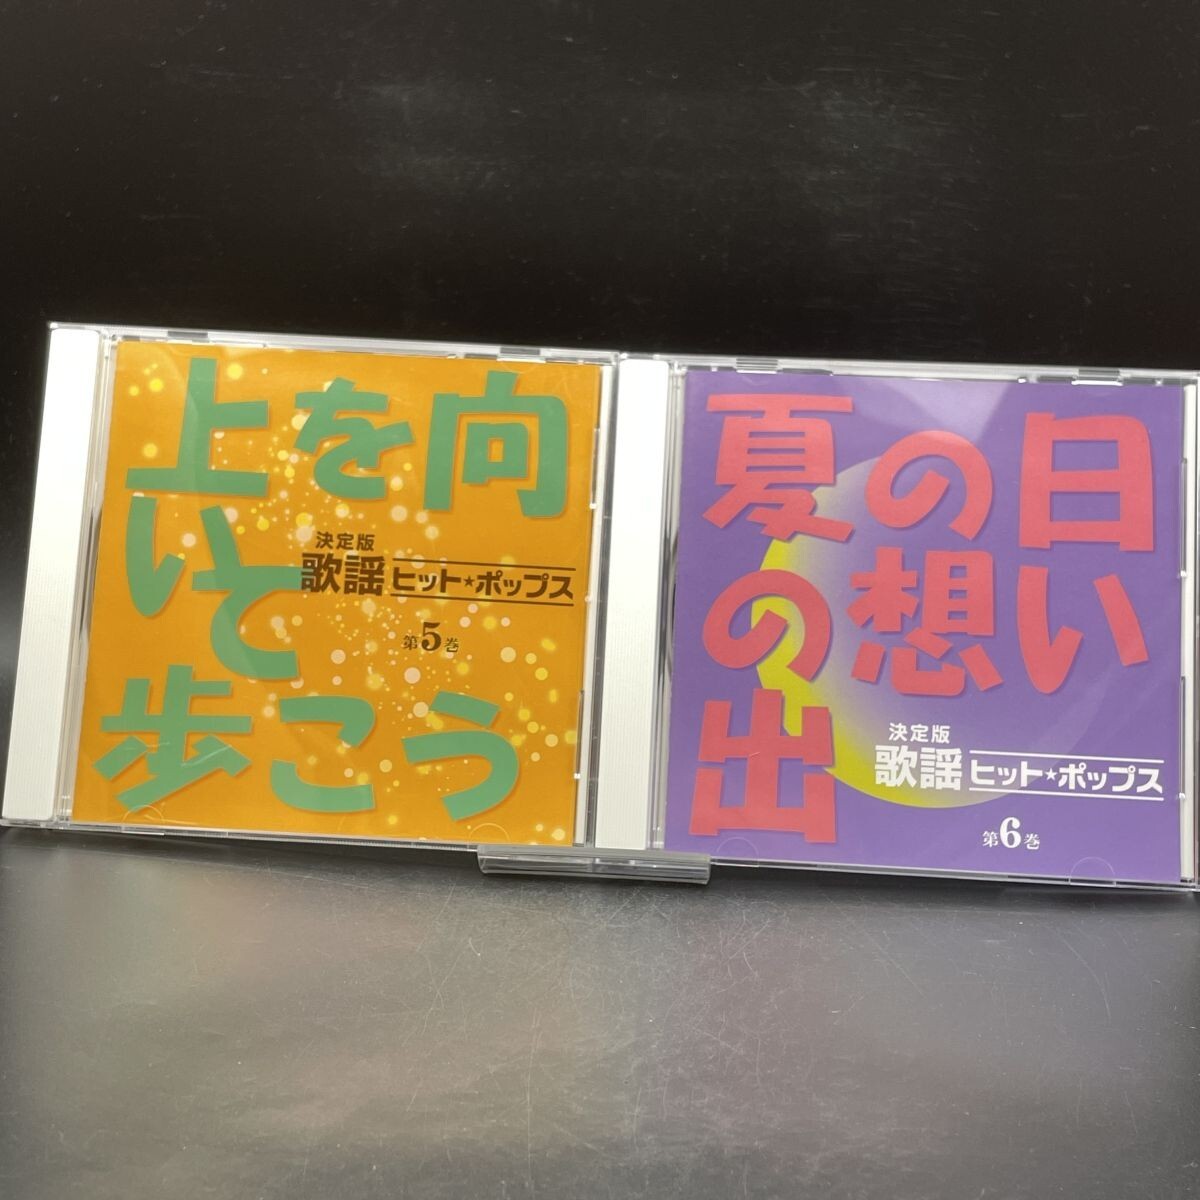 上を向
いて
歩こう
決定版
歌謡ヒット★ポップス
第5巻
夏の日
の想い
出
決定版
歌謡ヒット★ポップス
第6巻